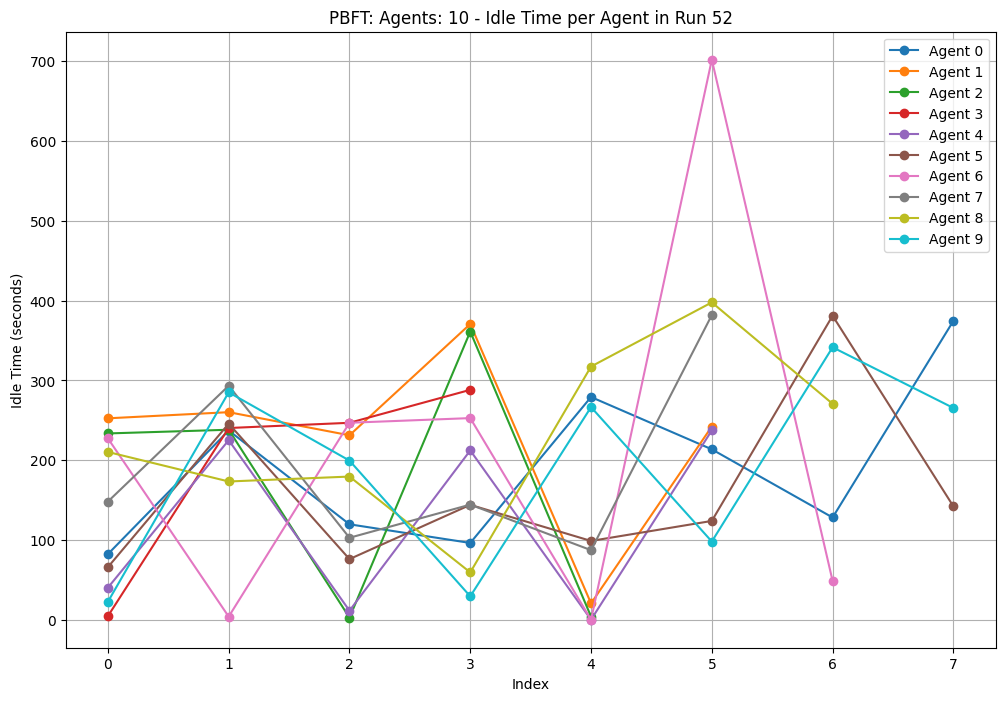 PBFT: Agents: 10 - Idle Time per Agent in Run 52
Idle Time (seconds)
700
600
500
400
300
200
100
0
0 1 2 3 4 5 6 7
Index
Agent 0
Agent 1
Agent 2
Agent 3
Agent 4
Agent 5
Agent 6
Agent 7
Agent 8
Agent 9